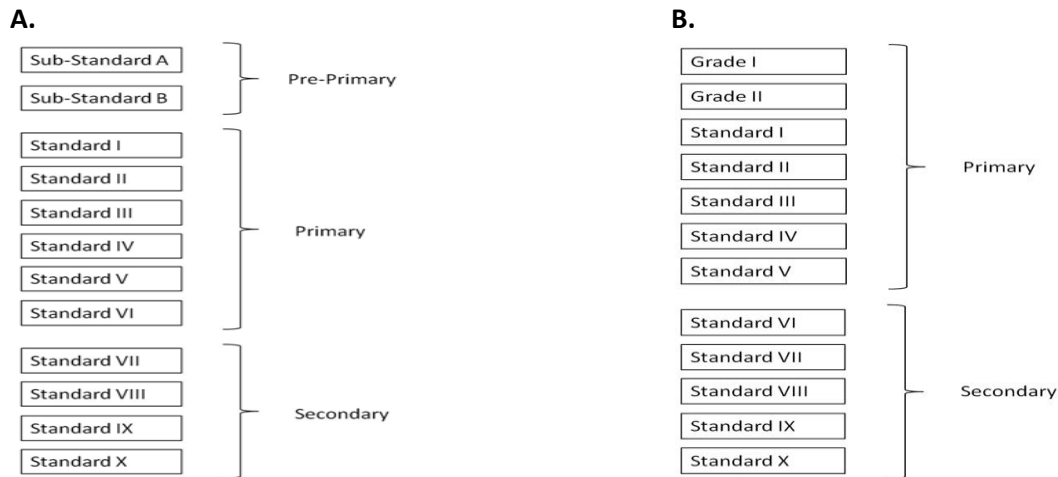 A.
Sub-Standard A
Sub-Standard B
Pre-Primary
Standard I
Standard II
Standard III
Standard IV
Standard V
Standard VI
Primary
Standard VII
Standard VIII
Standard IX
Standard X
Secondary
B.
Grade I
Grade II
Standard I
Standard II
Standard III
Standard IV
Standard V
Primary
Standard VI
Standard VII
Standard VIII
Standard IX
Standard X
Secondary